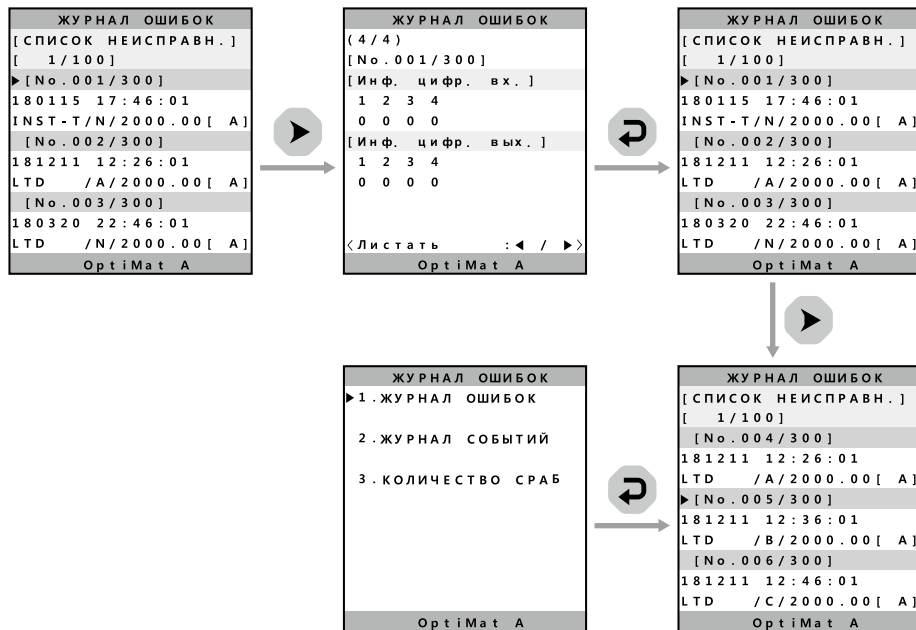 ЖУРНАЛ ОШИБОК
[СПИСОК НЕИСПРАВН.]
[ 1/100]
▶[No.001/300]
180115 17:46:01
INST-T/N/2000.00[ A]
[No.002/300]
181211 12:26:01
LTD /A/2000.00[ A]
[No.003/300]
180320 22:46:01
LTD /N/2000.00[ A]
OptiMat A
ЖУРНАЛ ОШИБОК
(4/4)
[No.001/300]
[Инф. цифр. вх.]
1 2 3 4
0 0 0 0
[Инф. цифр. вых.]
1 2 3 4
0 0 0 0
〈Листать :◀ / ▶〉
OptiMat A
ЖУРНАЛ ОШИБОК
[СПИСОК НЕИСПРАВН.]
[ 1/100]
▶[No.001/300]
180115 17:46:01
INST-T/N/2000.00[ A]
[No.002/300]
181211 12:26:01
LTD /A/2000.00[ A]
[No.003/300]
180320 22:46:01
LTD /N/2000.00[ A]
OptiMat A
ЖУРНАЛ ОШИБОК
▶1.ЖУРНАЛ ОШИБОК
2.ЖУРНАЛ СОБЫТИЙ
3.КОЛИЧЕСТВО СРАБ
OptiMat A
ЖУРНАЛ ОШИБОК
[СПИСОК НЕИСПРАВН.]
[ 1/100]
[No.004/300]
181211 12:26:01
LTD /A/2000.00[ A]
▶[No.005/300]
181211 12:36:01
LTD /B/2000.00[ A]
[No.006/300]
181211 12:46:01
LTD /C/2000.00[ A]
OptiMat A